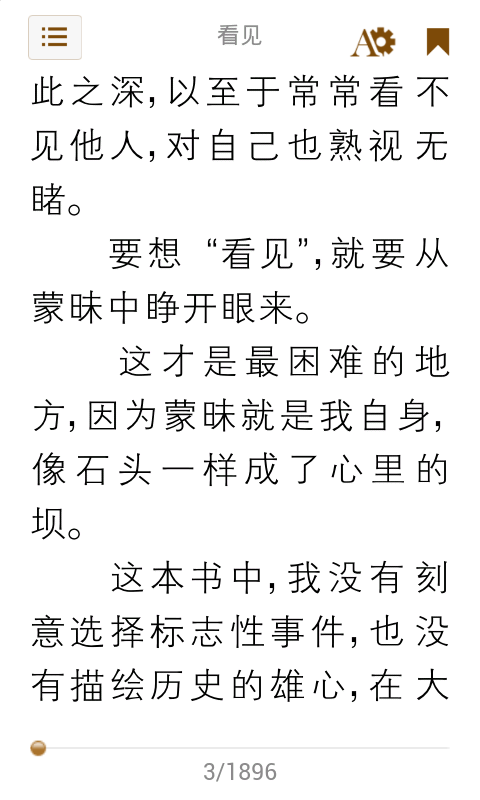 看见
此之深，以至于常常看不
见他人，对自己也熟视无
睹。
要想“看见”，就要从
蒙昧中睁开眼来。
这才是最困难的地
方，因为蒙昧就是我自身，
像石头一样成了心里的
坝。
这本书中，我没有刻
意选择标志性事件，也没
有描绘历史的雄心，在大
3/1896